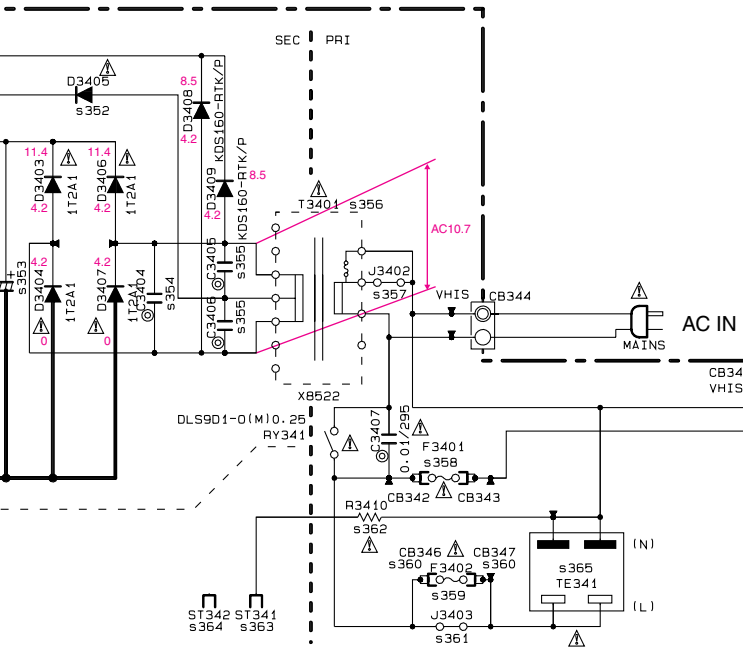 SEC PRI
D3405
s352
8.5
D3408
4.2
KDS160-RTK/P
11.4
D3403
1T2A1
4.2
11.4
D3406
1T2A1
4.2
8.5
D3409
4.2
KDS160-RTK/P
T3401 s356
AC10.7
s353
4.2
D3404
1T2A1
0
4.2
D3407
1T2A1
0
C3404
s354
C3405
s355
C3406
s355
J3402
s357
VHIS
CB344
MAINS
AC IN
X8522
CB34
VHIS
DLS9D1-O(M)0.25
RY341
C3407
0.01/295
F3401
s358
CB342
CB343
R3410
s362
CB346
s360
CB347
s360
F3402
s359
J3403
s361
s365
TE341
(N)
(L)
ST342
s364
ST341
s363